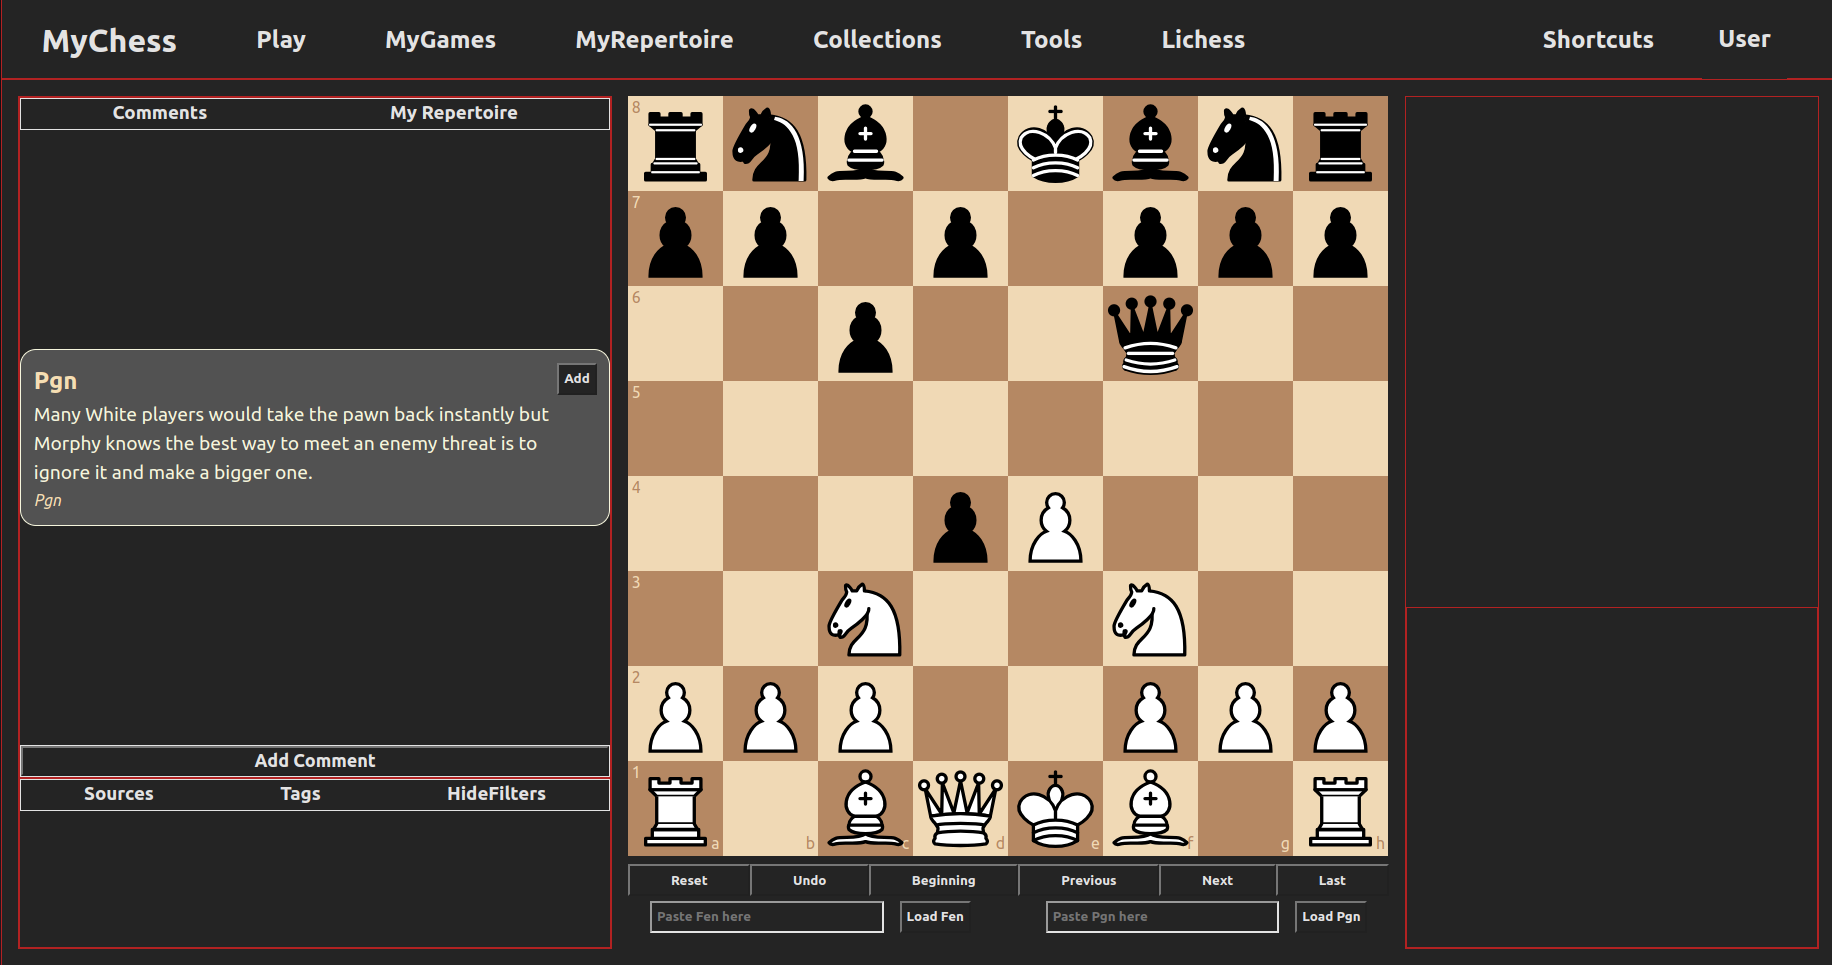 MyChess Play MyGames MyRepertoire Collections Tools Lichess Shortcuts User
Comments My Repertoire
Pgn
Add
Many White players would take the pawn back instantly but
Morphy knows the best way to meet an enemy threat is to
ignore it and make a bigger one.
Pgn
Add Comment
Sources Tags HideFilters
8
7
6
5
4
3
2
1
a b c d e f g h
Reset Undo Beginning Previous Next Last
Paste Fen here Load Fen Paste Pgn here Load Pgn